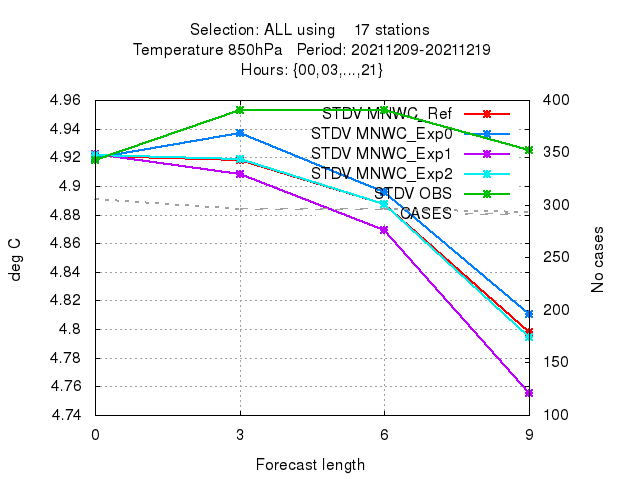 Selection: ALL using 17 stations
Temperature 850hPa Period: 20211209-20211219
Hours: {00,03,...,21}
4.96
4.94
4.92
4.9
4.88
4.86
4.84
4.82
4.8
4.78
4.76
4.74
400
350
300
250
200
150
100
STDV MNWC_Ref
STDV MNWC_Exp0
STDV MNWC_Exp1
STDV MNWC_Exp2
STDV OBS
CASES
deg C
No cases
0 3 6 9
Forecast length